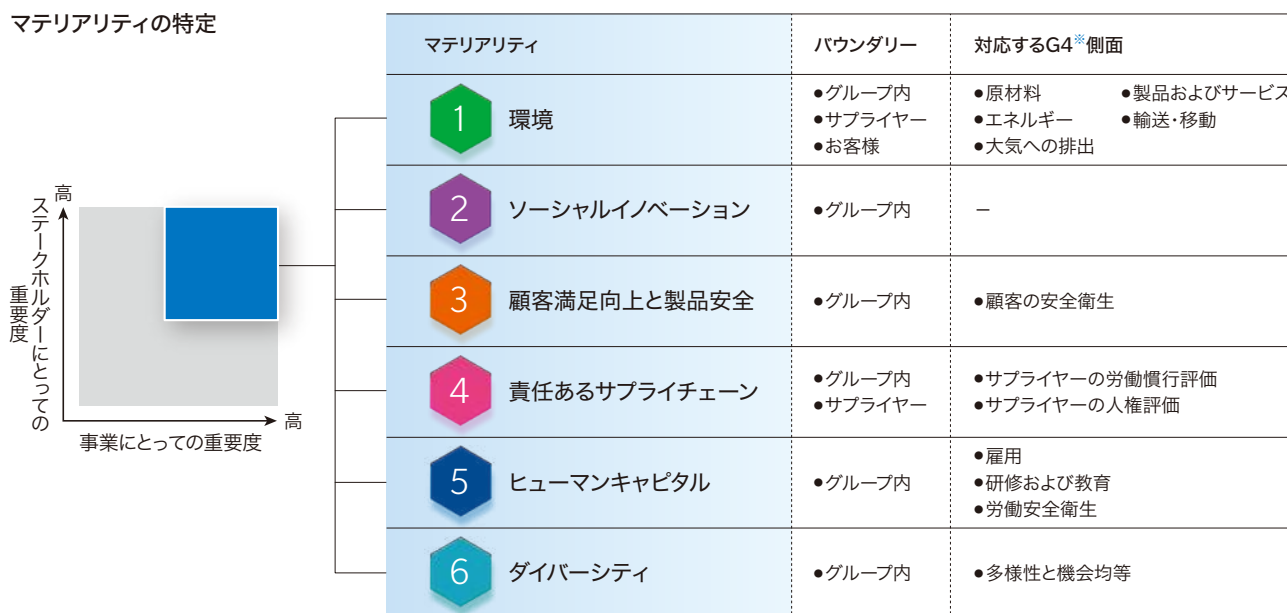 マテリアリティの特定
高
ステークホルダーにとっての
重要度
高
事業にとっての重要度
マテリアリティ バウンダリー 対応するG4※側面
1 環境
●グループ内
●サプライヤー
●お客様
●原材料 ●製品およびサービス
●エネルギー ●輸送・移動
●大気への排出
2 ソーシャルイノベーション ●グループ内 −
3 顧客満足向上と製品安全 ●グループ内 ●顧客の安全衛生
4 責任あるサプライチェーン
●グループ内
●サプライヤー
●サプライヤーの労働慣行評価
●サプライヤーの人権評価
5 ヒューマンキャピタル ●グループ内
●雇用
●研修および教育
●労働安全衛生
6 ダイバーシティ ●グループ内 ●多様性と機会均等